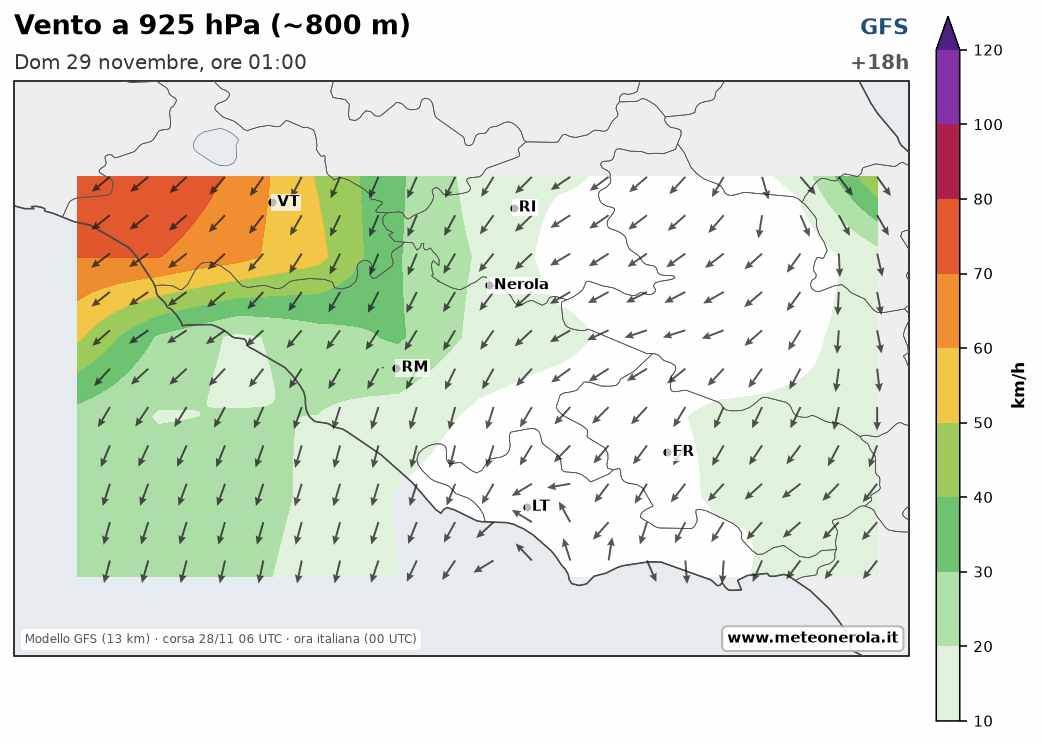 Vento a 925 hPa (~800 m)
GFS
Dom 29 novembre, ore 01:00
+18h
VT
RI
Nerola
RM
FR
LT
120
100
80
70
60
50
40
30
20
10
km/h
Modello GFS (13 km) · corsa 28/11 06 UTC · ora italiana (00 UTC)
www.meteonerola.it